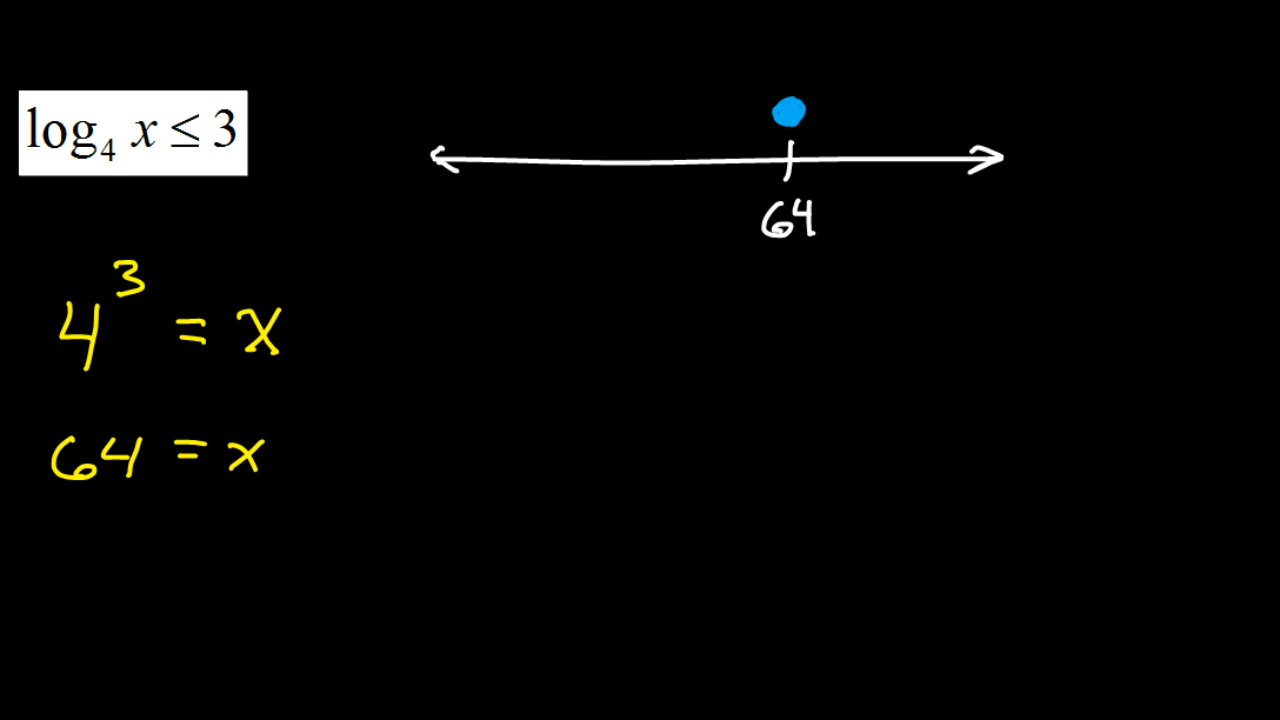 log₄ x ≤ 3
64
4³ = x
64 = x